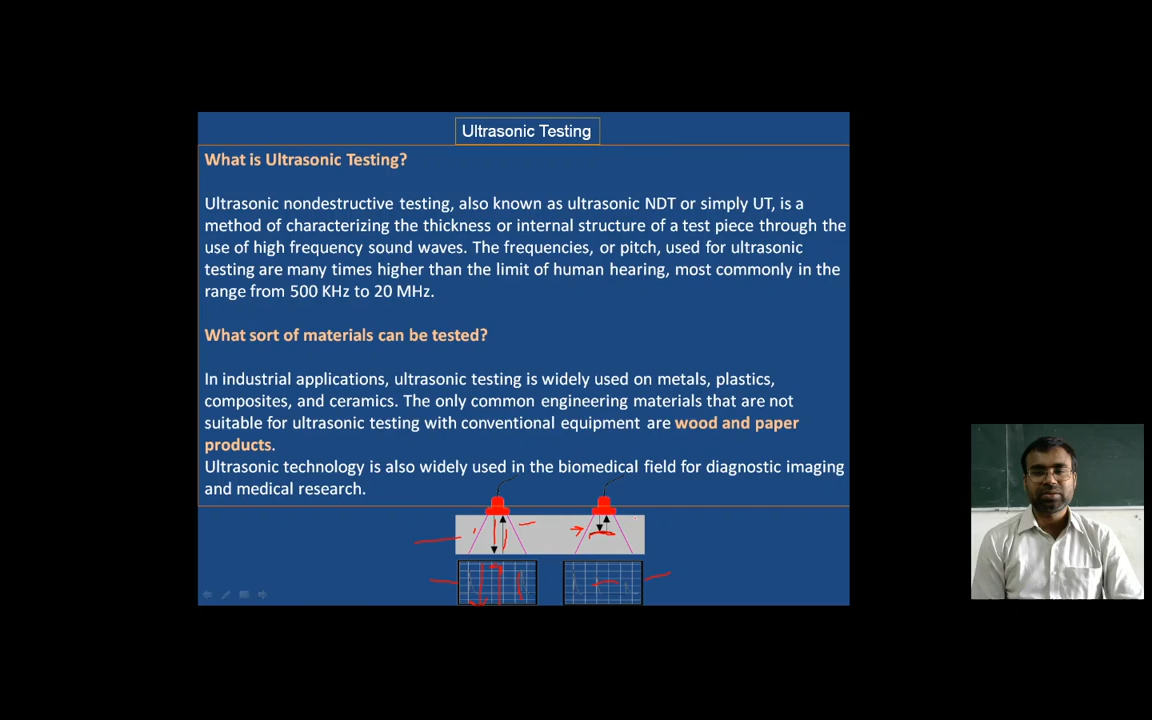 Ultrasonic Testing
What is Ultrasonic Testing?
Ultrasonic nondestructive testing, also known as ultrasonic NDT or simply UT, is a
method of characterizing the thickness or internal structure of a test piece through the
use of high frequency sound waves. The frequencies, or pitch, used for ultrasonic
testing are many times higher than the limit of human hearing, most commonly in the
range from 500 KHz to 20 MHz.
What sort of materials can be tested?
In industrial applications, ultrasonic testing is widely used on metals, plastics,
composites, and ceramics. The only common engineering materials that are not
suitable for ultrasonic testing with conventional equipment are wood and paper
products.
Ultrasonic technology is also widely used in the biomedical field for diagnostic imaging
and medical research.